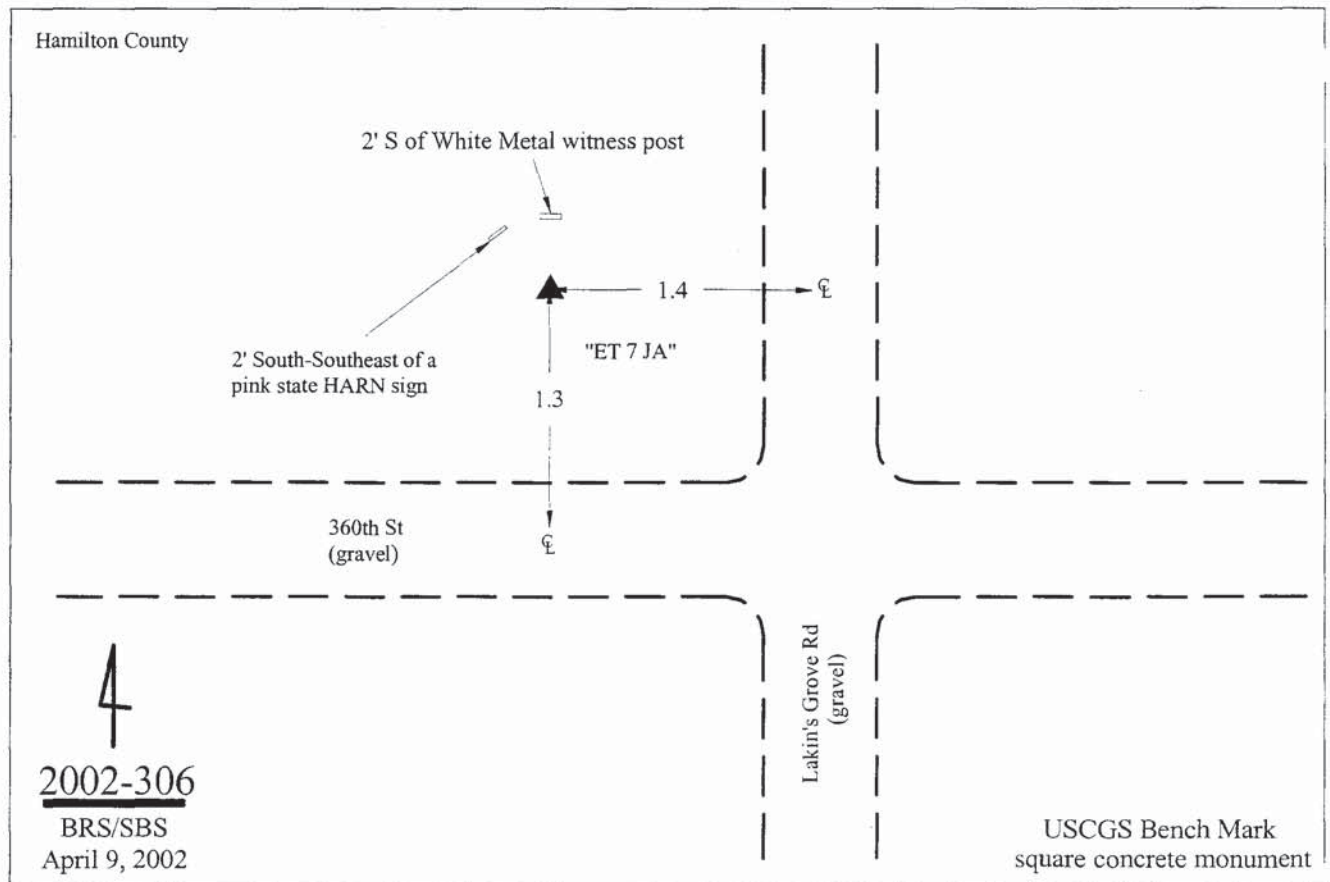 Hamilton County
2' S of White Metal witness post
1.4
℄
"ET 7 JA"
2' South-Southeast of a
pink state HARN sign
1.3
360th St
(gravel)
℄
Lakin's Grove Rd
(gravel)
2002-306
BRS/SBS
April 9, 2002
USCGS Bench Mark
square concrete monument